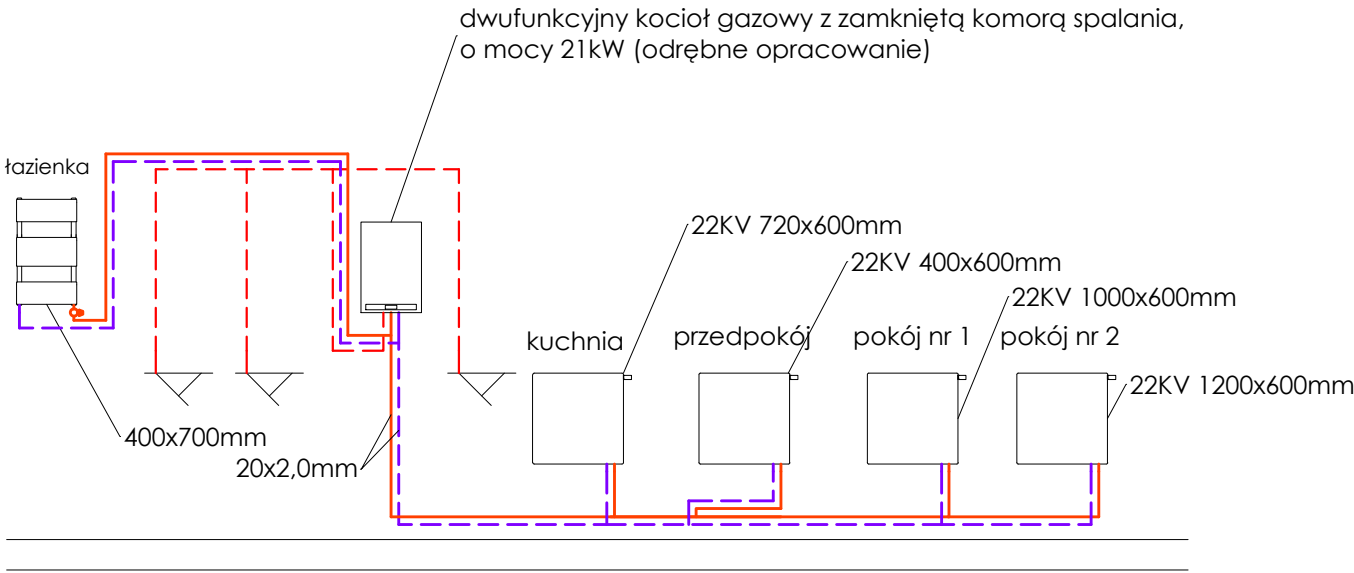 dwufunkcyjny kocioł gazowy z zamkniętą komorą spalania,
o mocy 21kW (odrębne opracowanie)
łazienka
22KV 720x600mm
22KV 400x600mm
22KV 1000x600mm
kuchnia
przedpokój
pokój nr 1
pokój nr 2
22KV 1200x600mm
400x700mm
20x2,0mm